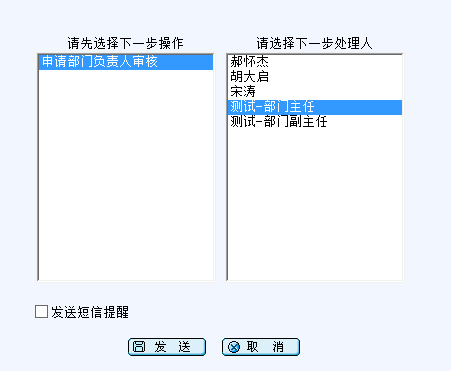 请先选择下一步操作
请选择下一步处理人
申请部门负责人审核
郝怀杰
胡大启
宋涛
测试-部门主任
测试-部门副主任
发送短信提醒
发 送
取 消